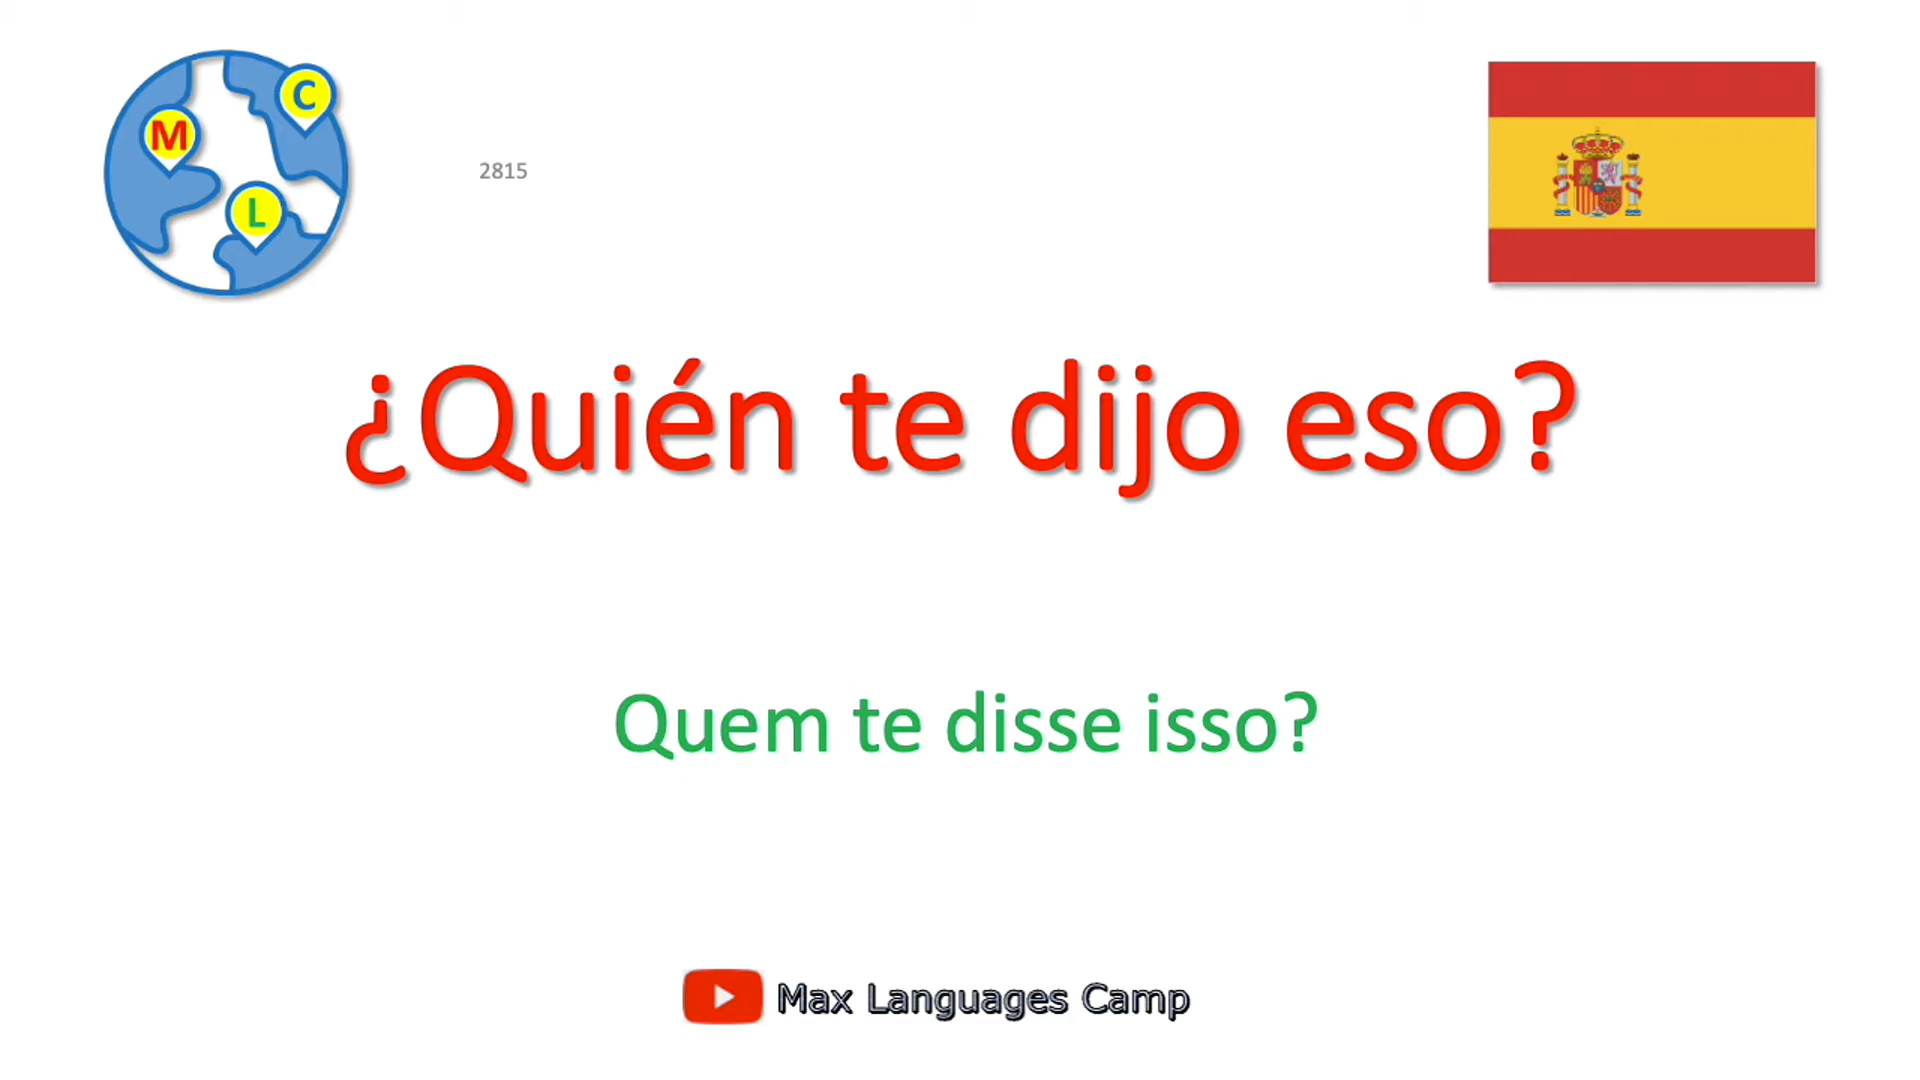 M
C
L
2815
¿Quién te dijo eso?
Quem te disse isso?
Max Languages Camp